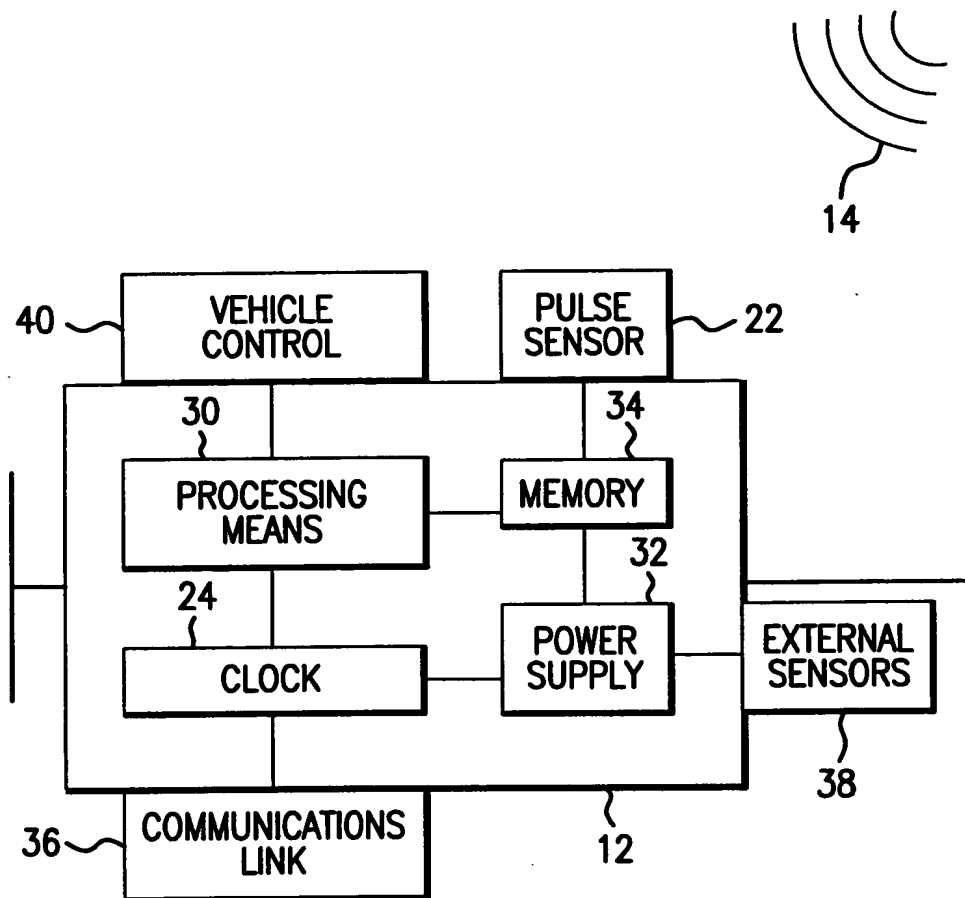 14
40
VEHICLE
CONTROL
PULSE
SENSOR
22
30
34
PROCESSING
MEANS
MEMORY
24
32
CLOCK
POWER
SUPPLY
EXTERNAL
SENSORS
38
36
COMMUNICATIONS
LINK
12